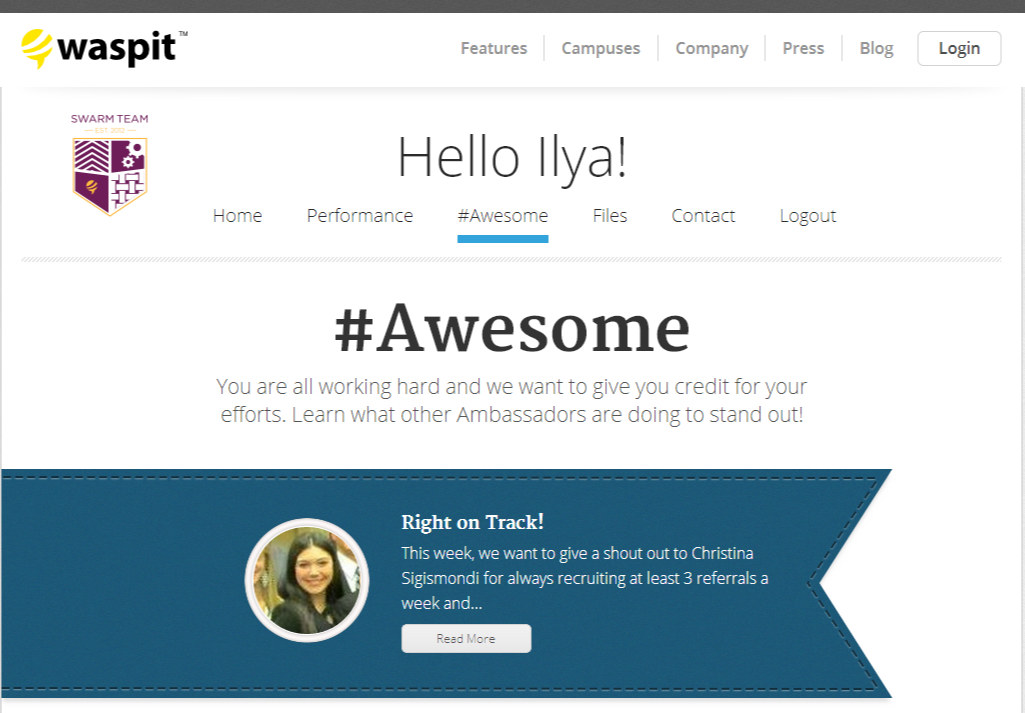 waspit™
Features
Campuses
Company
Press
Blog
Login
SWARM TEAM
EST. 2012
Hello Ilya!
Home
Performance
#Awesome
Files
Contact
Logout
#Awesome
You are all working hard and we want to give you credit for your
efforts. Learn what other Ambassadors are doing to stand out!
Right on Track!
This week, we want to give a shout out to Christina
Sigismondi for always recruiting at least 3 referrals a
week and...
Read More